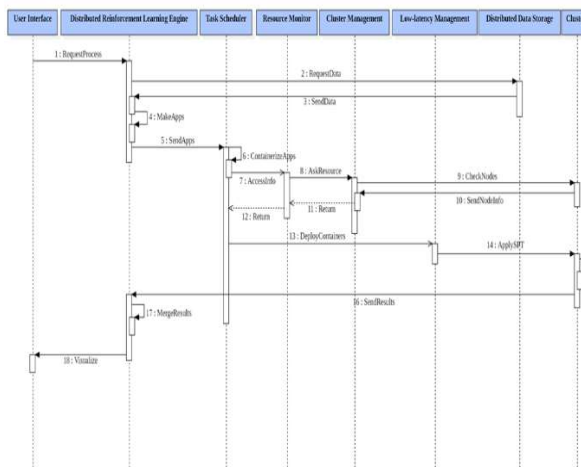 User Interface
Distributed Reinforcement Learning Engine
Task Scheduler
Resource Monitor
Cluster Management
Low-latency Management
Distributed Data Storage
Cluste
1 : RequestProcess
2 : RequestData
3 : SendData
4 : MakeApps
5 : SendApps
6 : ContainerizeApps
7 : AccessInfo
8 : AskResource
9 : CheckNodes
10 : SendNodeInfo
11 : Return
12 : Return
13 : DeployContainers
14 : ApplySPT
16 : SendResults
17 : MergeResults
18 : Visualize